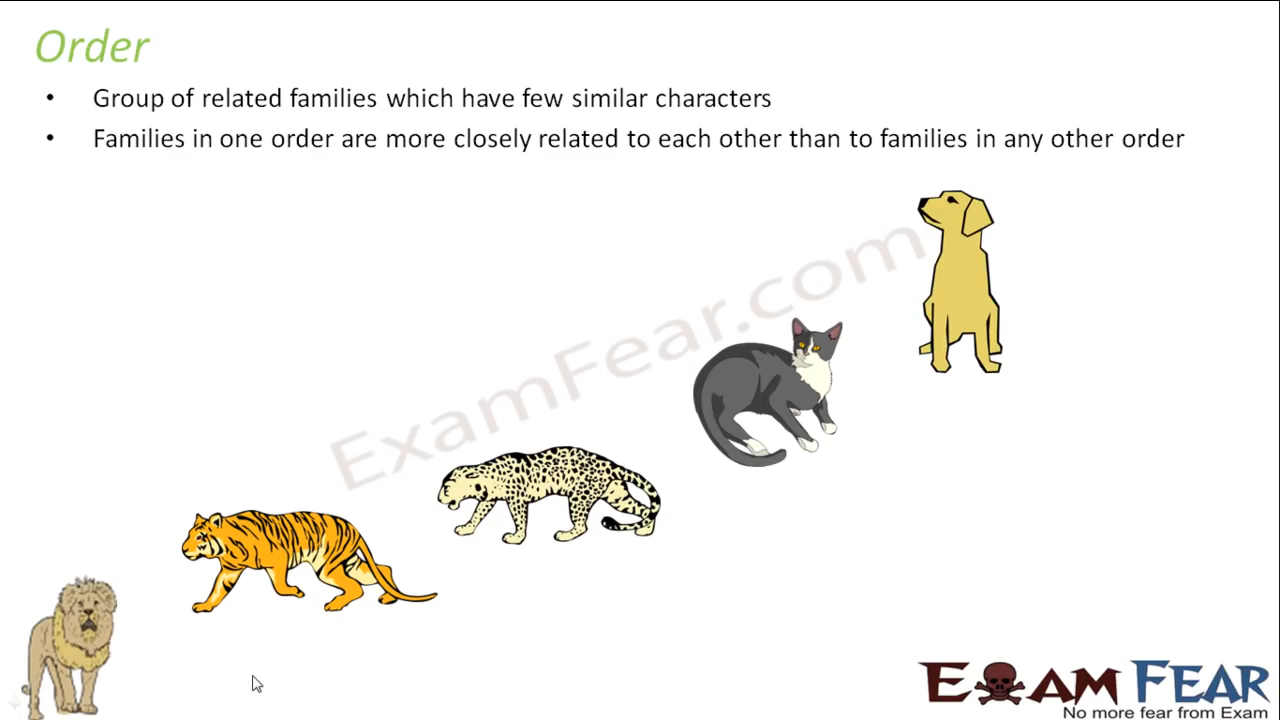 Order
• Group of related families which have few similar characters
• Families in one order are more closely related to each other than to families in any other order
ExamFear.com
EXAM FEAR
No more fear from Exam